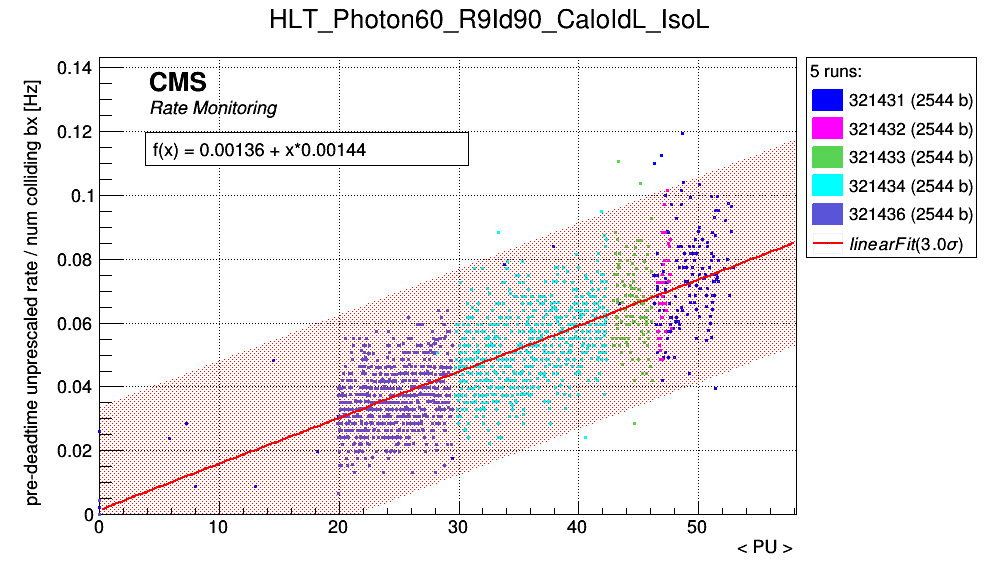 HLT_Photon60_R9Id90_CaloIdL_IsoL
pre-deadtime unprescaled rate / num colliding bx [Hz]
0.14
0.12
0.1
0.08
0.06
0.04
0.02
0
CMS
Rate Monitoring
f(x) = 0.00136 + x*0.00144
0
10
20
30
40
50
< PU >
5 runs:
321431 (2544 b)
321432 (2544 b)
321433 (2544 b)
321434 (2544 b)
321436 (2544 b)
linearFit(3.0σ)